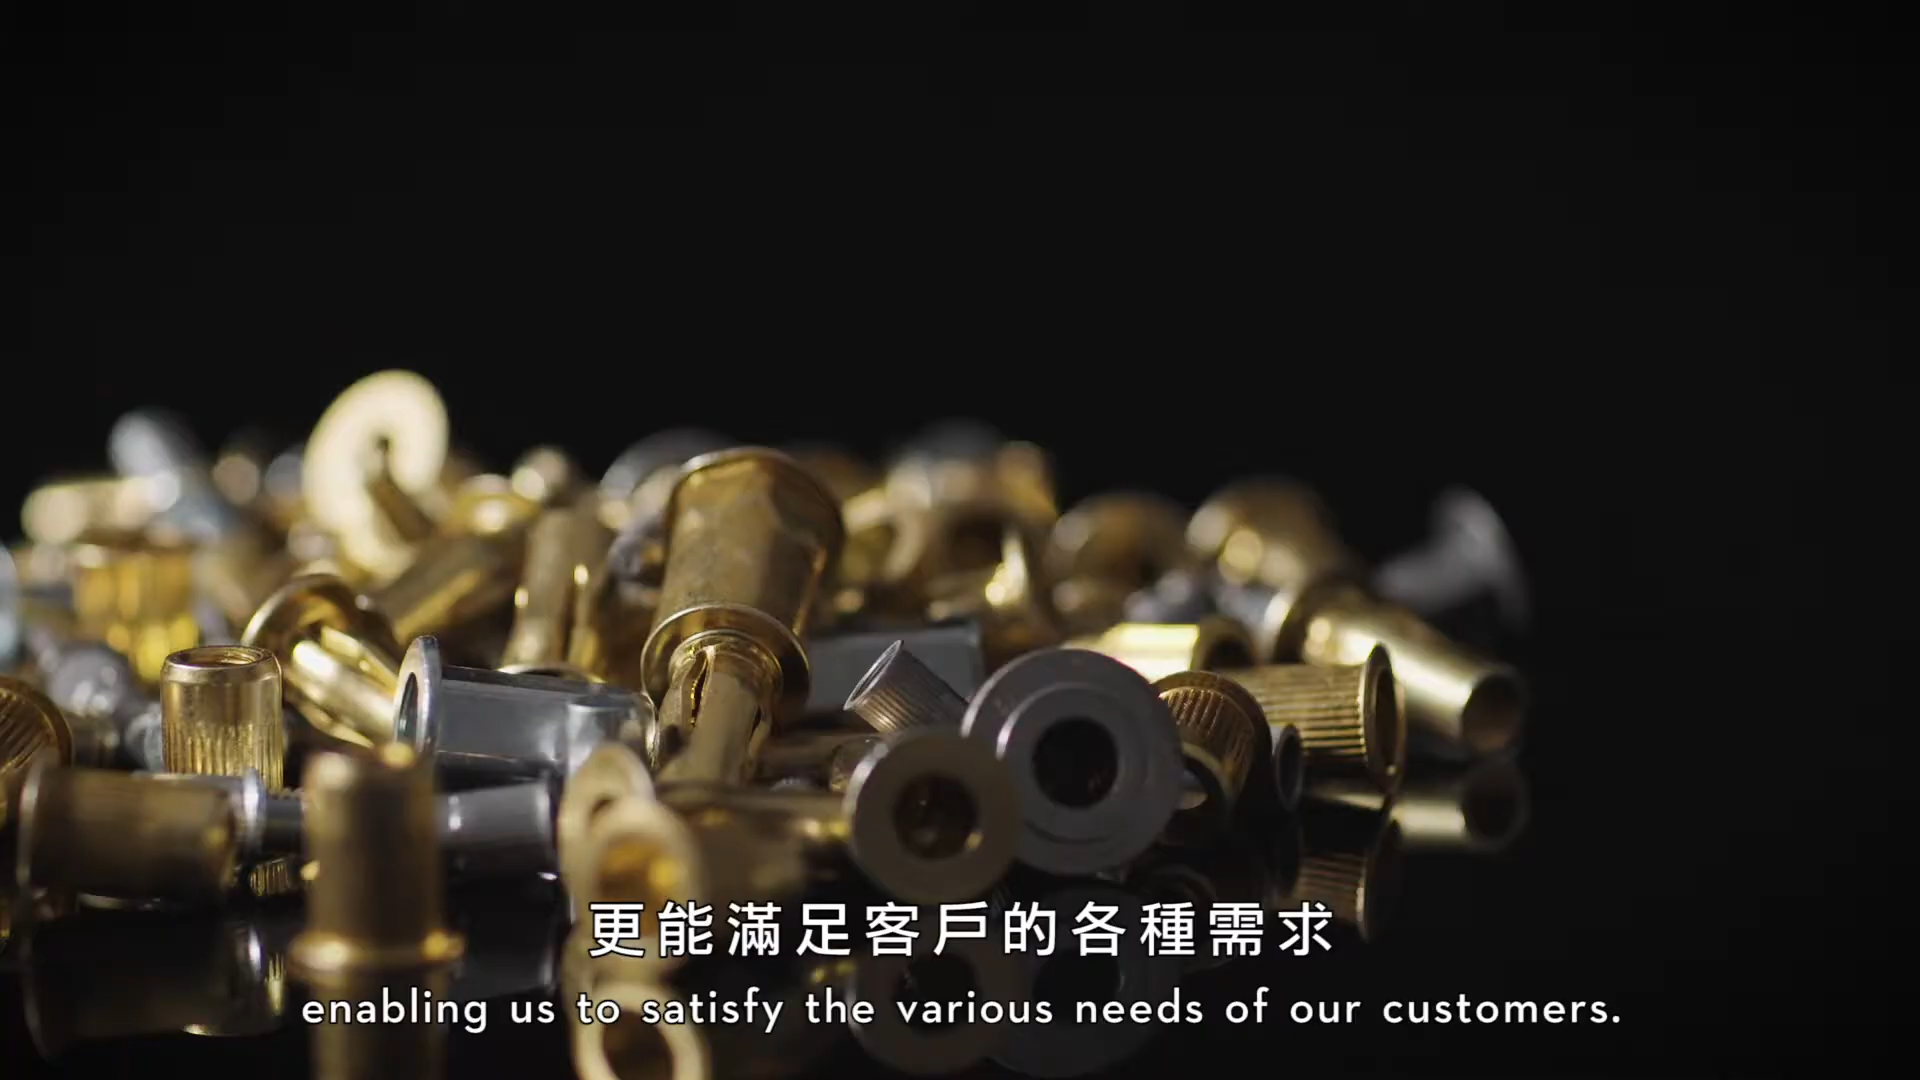 更能滿足客戶的各種需求
enabling us to satisfy the various needs of our customers.